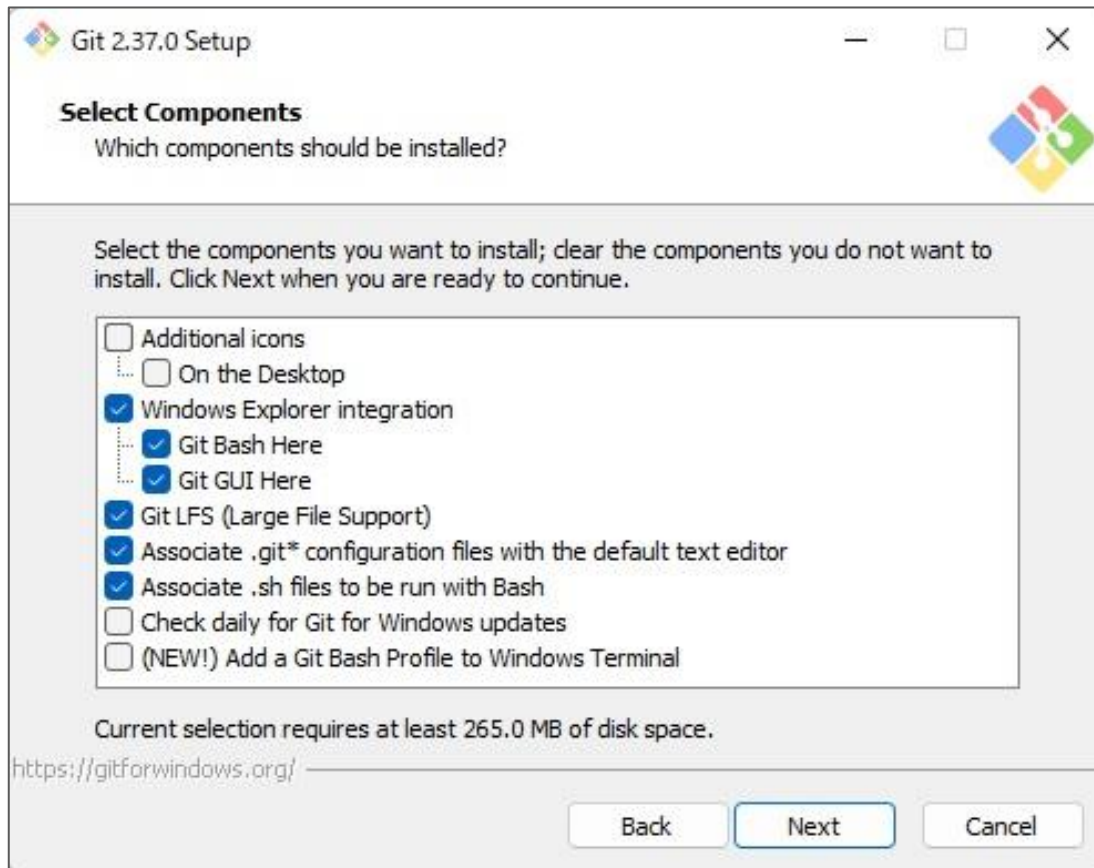 Git 2.37.0 Setup
Select Components
Which components should be installed?
Select the components you want to install; clear the components you do not want to
install. Click Next when you are ready to continue.
Additional icons
On the Desktop
Windows Explorer integration
Git Bash Here
Git GUI Here
Git LFS (Large File Support)
Associate .git* configuration files with the default text editor
Associate .sh files to be run with Bash
Check daily for Git for Windows updates
(NEW!) Add a Git Bash Profile to Windows Terminal
Current selection requires at least 265.0 MB of disk space.
https://gitforwindows.org/
Back Next Cancel